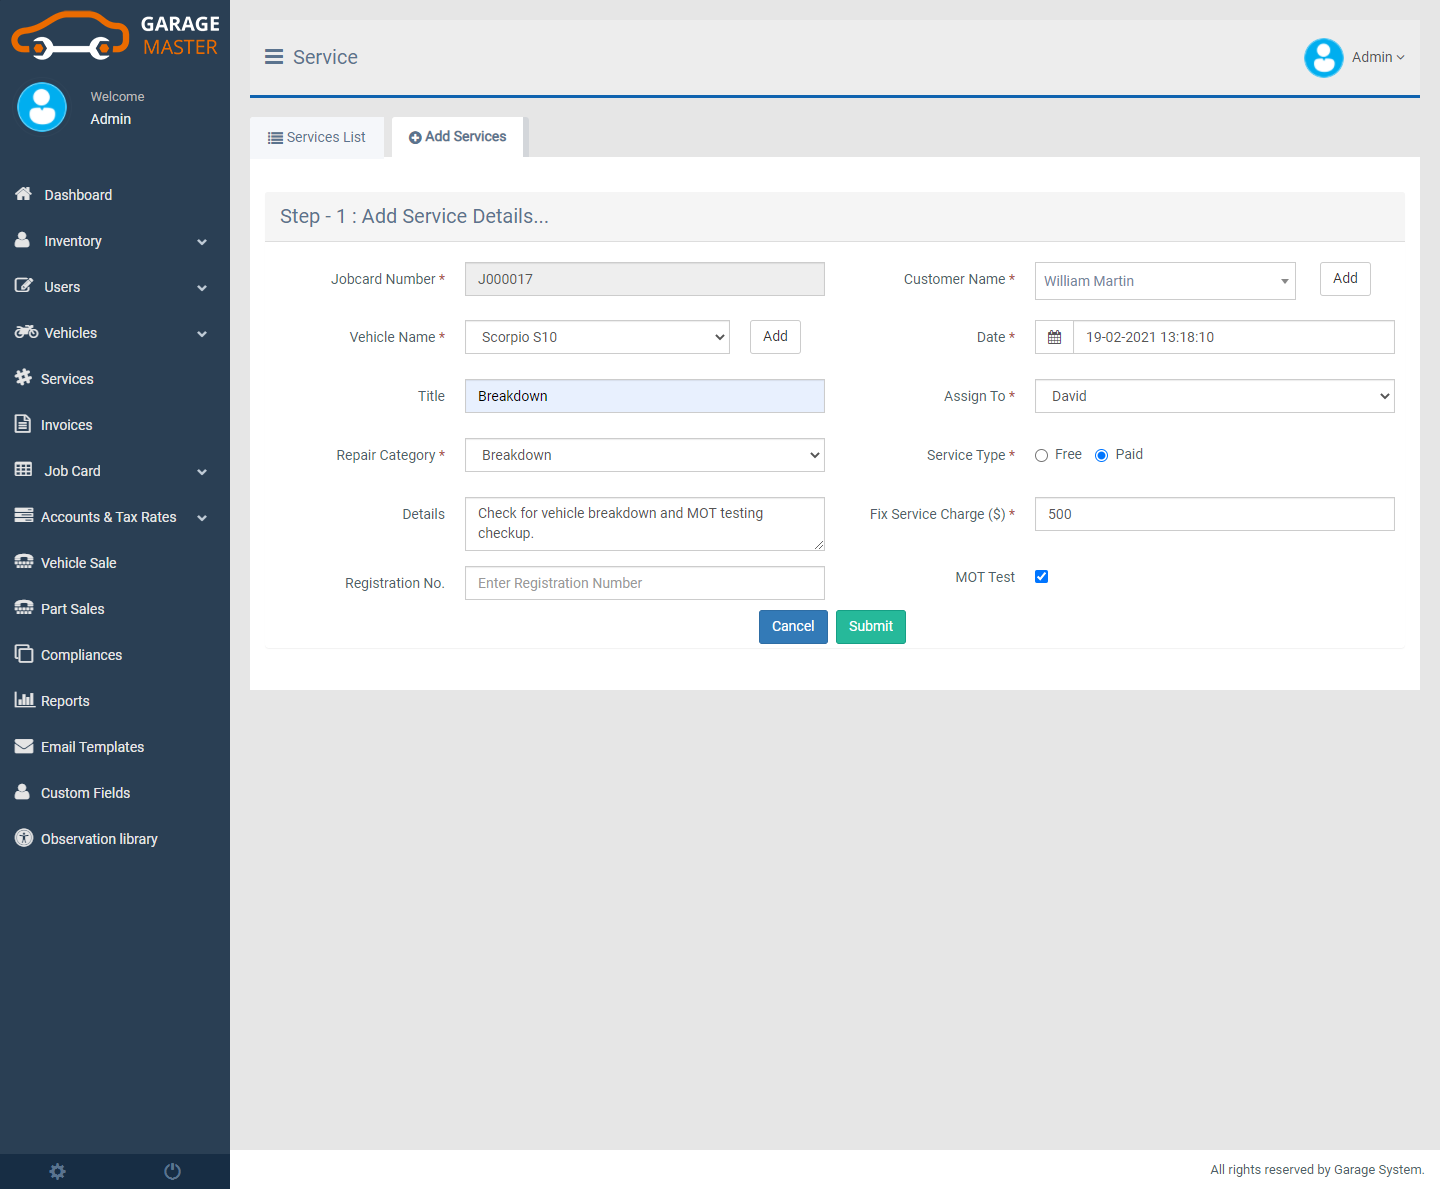 GARAGE
MASTER
Welcome
Admin
Dashboard
Inventory
Users
Vehicles
Services
Invoices
Job Card
Accounts & Tax Rates
Vehicle Sale
Part Sales
Compliances
Reports
Email Templates
Custom Fields
Observation library
Service
Admin
Services List
Add Services
Step - 1 : Add Service Details...
Jobcard Number * J000017
Customer Name * William Martin Add
Vehicle Name * Scorpio S10 Add
Date * 19-02-2021 13:18:10
Title Breakdown
Assign To * David
Repair Category * Breakdown
Service Type * Free Paid
Details Check for vehicle breakdown and MOT testing
checkup.
Fix Service Charge ($) * 500
Registration No. Enter Registration Number
MOT Test
Cancel Submit
All rights reserved by Garage System.